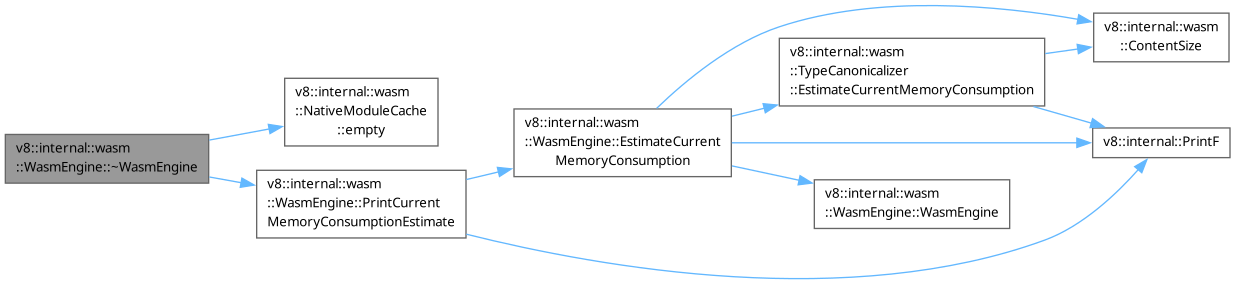 v8::internal::wasm
::WasmEngine::~WasmEngine
v8::internal::wasm
::NativeModuleCache
::empty
v8::internal::wasm
::WasmEngine::PrintCurrent
MemoryConsumptionEstimate
v8::internal::wasm
::WasmEngine::EstimateCurrent
MemoryConsumption
v8::internal::wasm
::TypeCanonicalizer
::EstimateCurrentMemoryConsumption
v8::internal::wasm
::WasmEngine::WasmEngine
v8::internal::wasm
::ContentSize
v8::internal::PrintF